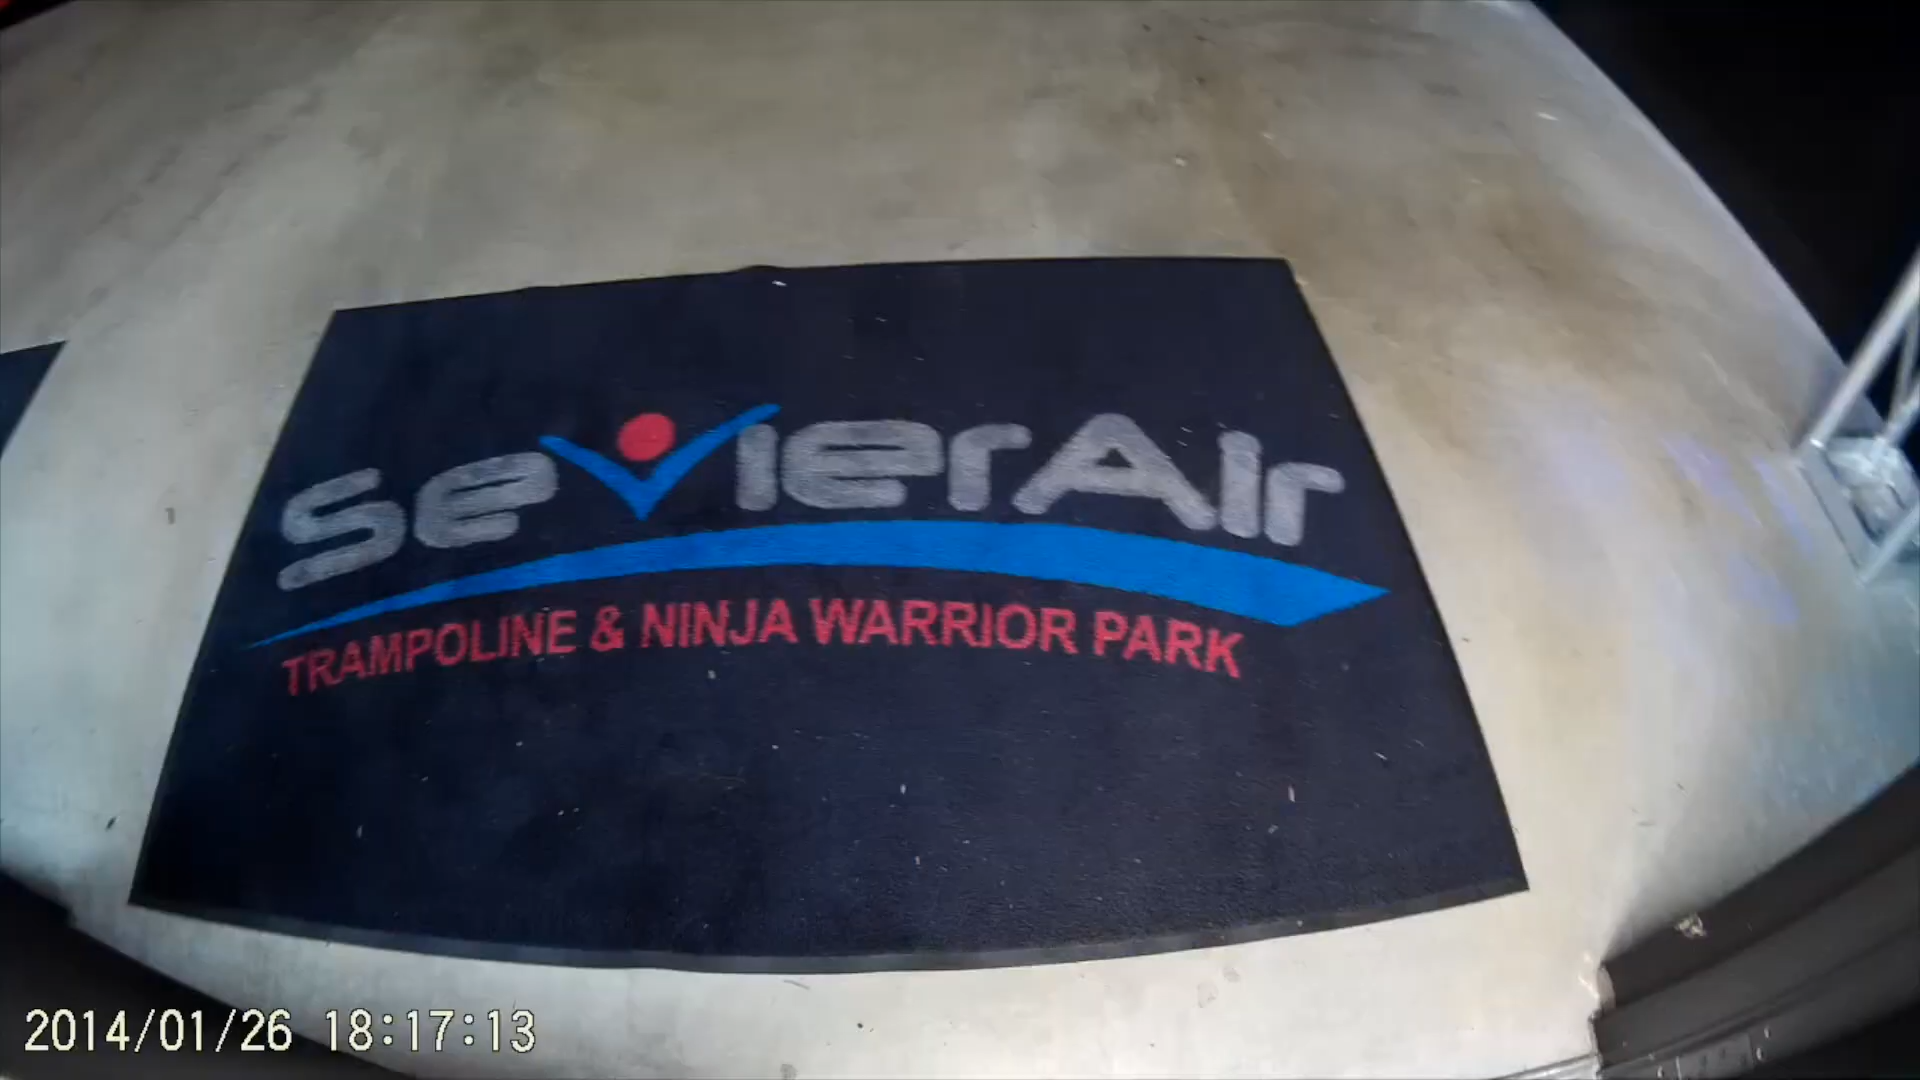 SevierAir
TRAMPOLINE & NINJA WARRIOR PARK
2014/01/26 18:17:13